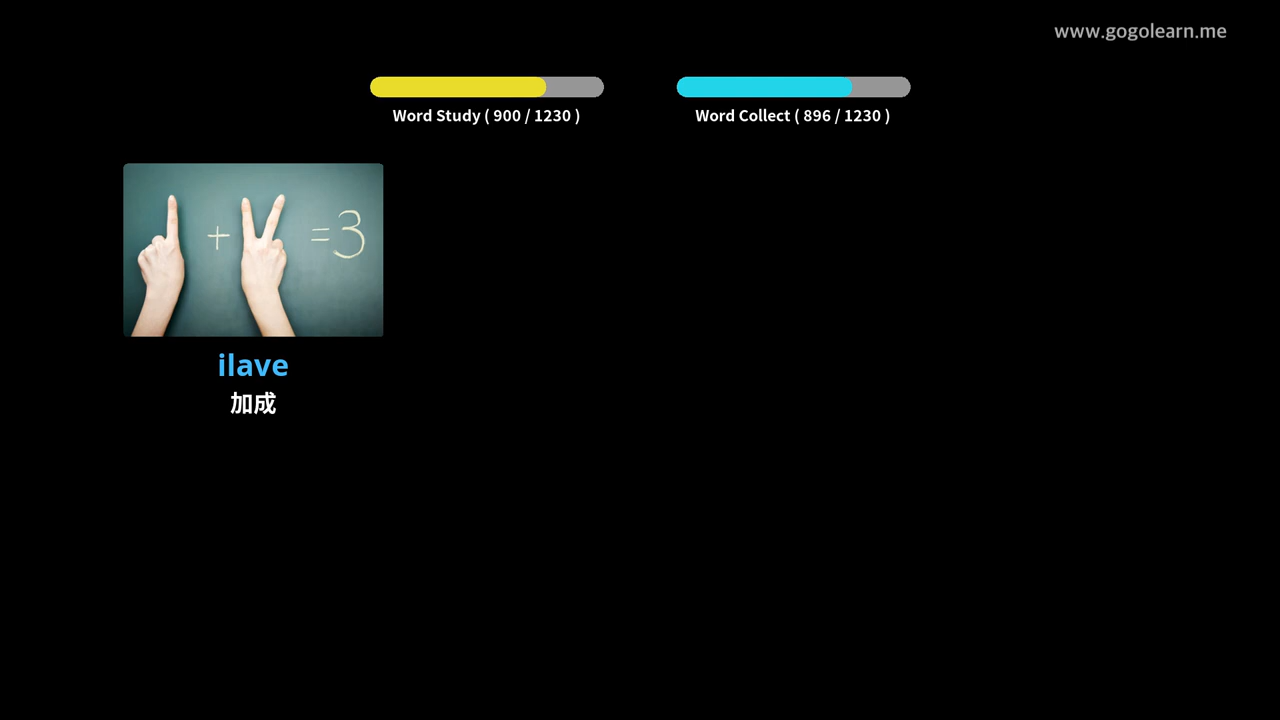 www.gogolearn.me
Word Study ( 900 / 1230 )
Word Collect ( 896 / 1230 )
+ =3
ilave
加成